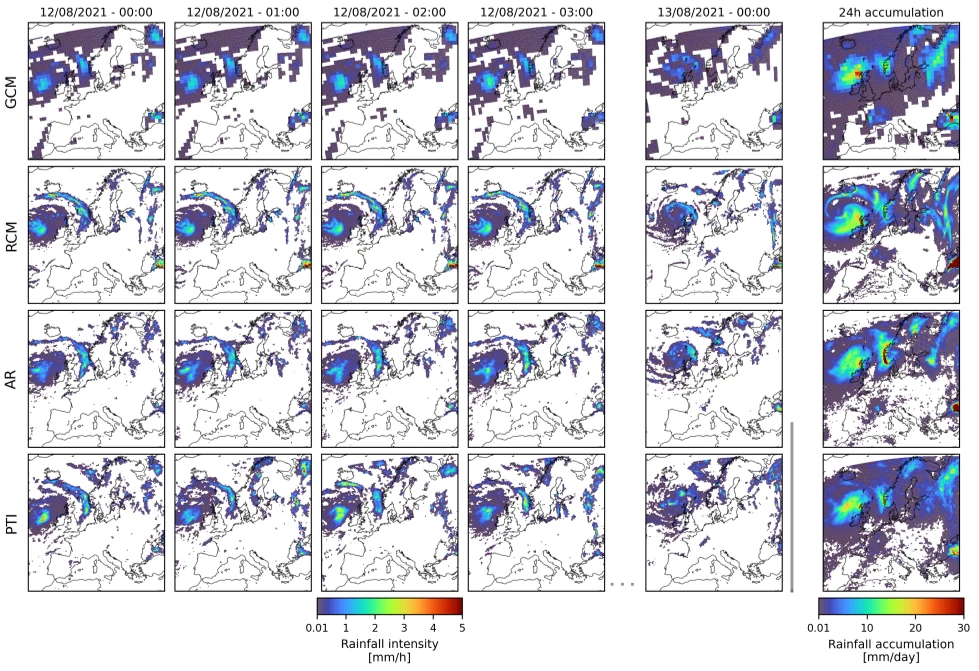 12/08/2021 - 00:00 12/08/2021 - 01:00 12/08/2021 - 02:00 12/08/2021 - 03:00 13/08/2021 - 00:00 24h accumulation
GCM
RCM
AR
PTI
. . .
0.01 1 2 3 4 5
Rainfall intensity
[mm/h]
0.01 10 20 30
Rainfall accumulation
[mm/day]